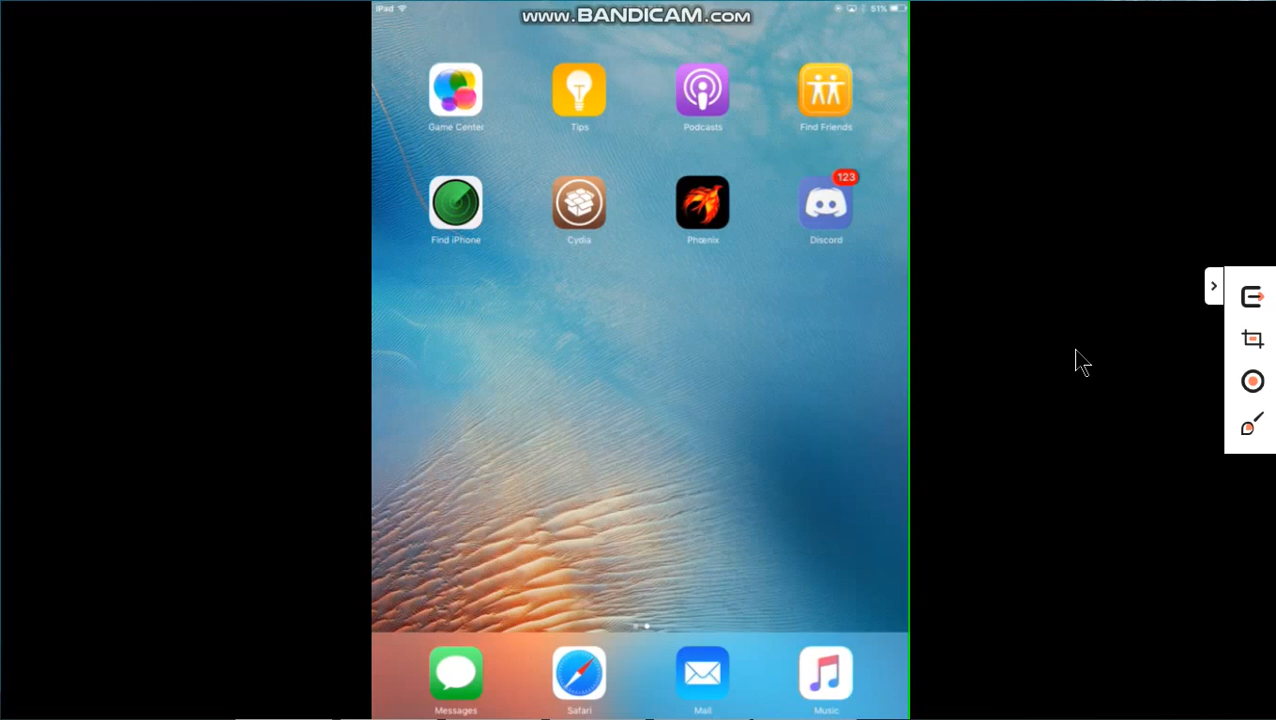 iPad
www.BANDICAM.com
51%
Game Center
Tips
Podcasts
Find Friends
123
Find iPhone
Cydia
Phœnix
Discord
Messages
Safari
Mail
Music